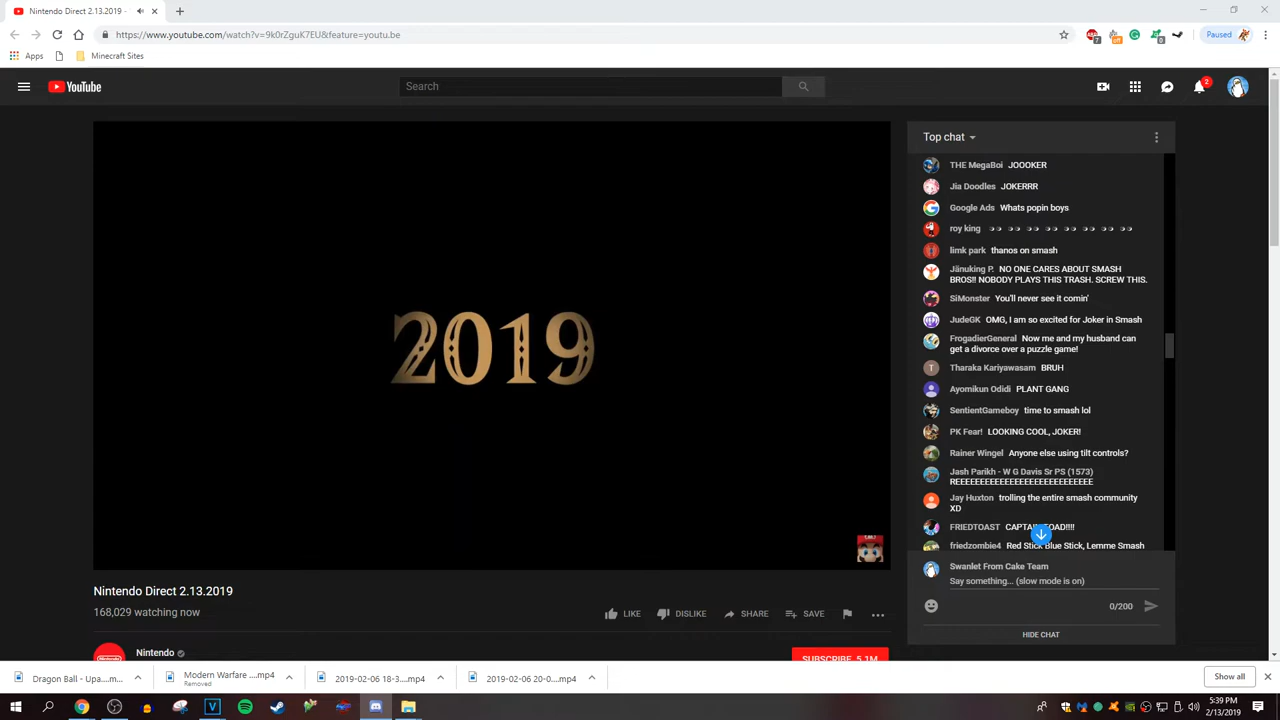 Nintendo Direct 2.13.2019 -
https://www.youtube.com/watch?v=9k0rZguK7EU&feature=youtu.be
7
off
0
Paused
Apps
Minecraft Sites
YouTube
Search
2
2019
Top chat
THE MegaBoi JOOOKER
Jia Doodles JOKERRR
Google Ads Whats popin boys
roy king
limk park thanos on smash
Jänuking P. NO ONE CARES ABOUT SMASH
BROS!! NOBODY PLAYS THIS TRASH. SCREW THIS.
SiMonster You'll never see it comin'
JudeGK OMG, I am so excited for Joker in Smash
FrogadierGeneral Now me and my husband can
get a divorce over a puzzle game!
T
Tharaka Kariyawasam BRUH
Ayomikun Odidi PLANT GANG
SentientGameboy time to smash lol
PK Fear! LOOKING COOL, JOKER!
Rainer Wingel Anyone else using tilt controls?
Jash Parikh - W G Davis Sr PS (1573)
REEEEEEEEEEEEEEEEEEEEEEEEEEE
Jay Huxton trolling the entire smash community
XD
FRIEDTOAST
friedzombie4 Red Stick Blue Stick, Lemme Smash
Swanlet From Cake Team
Say something... (slow mode is on)
0/200
HIDE CHAT
Nintendo Direct 2.13.2019
168,029 watching now
LIKE
DISLIKE
SHARE
SAVE
Nintendo
SUBSCRIBE 5.1M
Dragon Ball - Upa....m...
Modern Warfare ....mp4
Removed
2019-02-06 18-3....mp4
2019-02-06 20-0....mp4
Show all
5:39 PM
2/13/2019